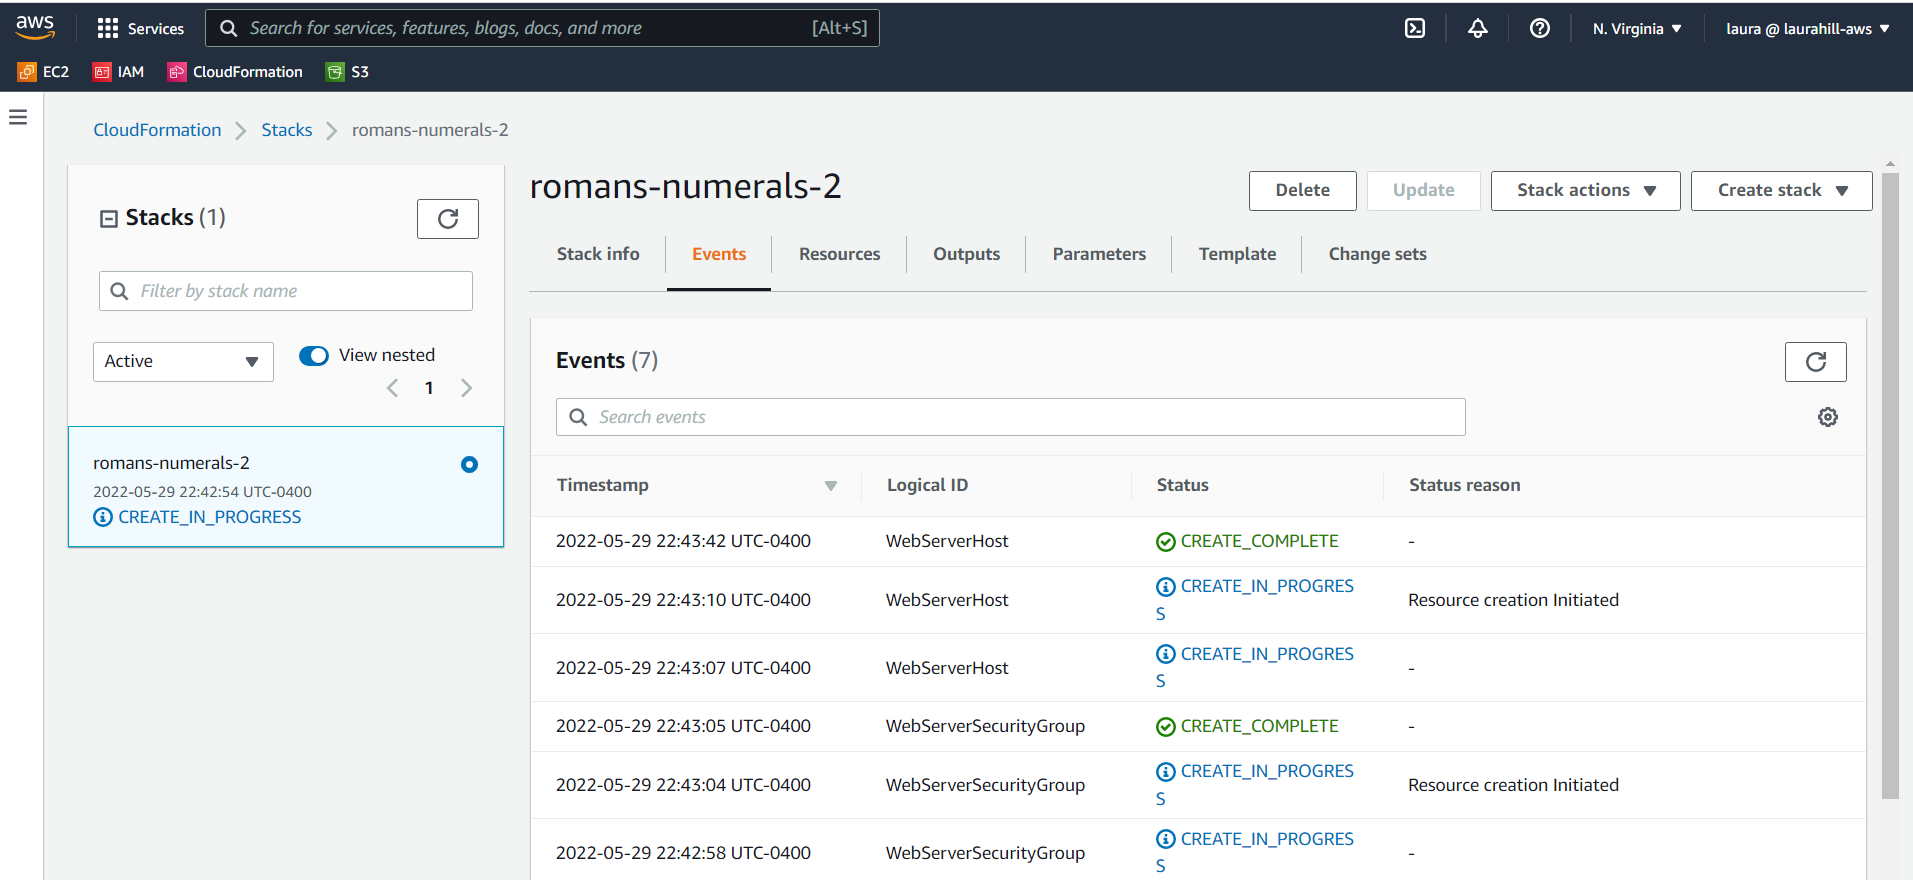 aws
Services
Search for services, features, blogs, docs, and more [Alt+S]
N. Virginia
laura @ laurahill-aws
EC2
IAM
CloudFormation
S3
CloudFormation
Stacks
romans-numerals-2
Stacks (1)
Filter by stack name
Active
View nested
1
romans-numerals-2
2022-05-29 22:42:54 UTC-0400
CREATE_IN_PROGRESS
romans-numerals-2
Delete
Update
Stack actions
Create stack
Stack info
Events
Resources
Outputs
Parameters
Template
Change sets
Events (7)
Search events
Timestamp Logical ID Status Status reason
2022-05-29 22:43:42 UTC-0400 WebServerHost CREATE_COMPLETE -
2022-05-29 22:43:10 UTC-0400 WebServerHost CREATE_IN_PROGRES
S Resource creation Initiated
2022-05-29 22:43:07 UTC-0400 WebServerHost CREATE_IN_PROGRES
S -
2022-05-29 22:43:05 UTC-0400 WebServerSecurityGroup CREATE_COMPLETE -
2022-05-29 22:43:04 UTC-0400 WebServerSecurityGroup CREATE_IN_PROGRES
S Resource creation Initiated
2022-05-29 22:42:58 UTC-0400 WebServerSecurityGroup CREATE_IN_PROGRES
S -